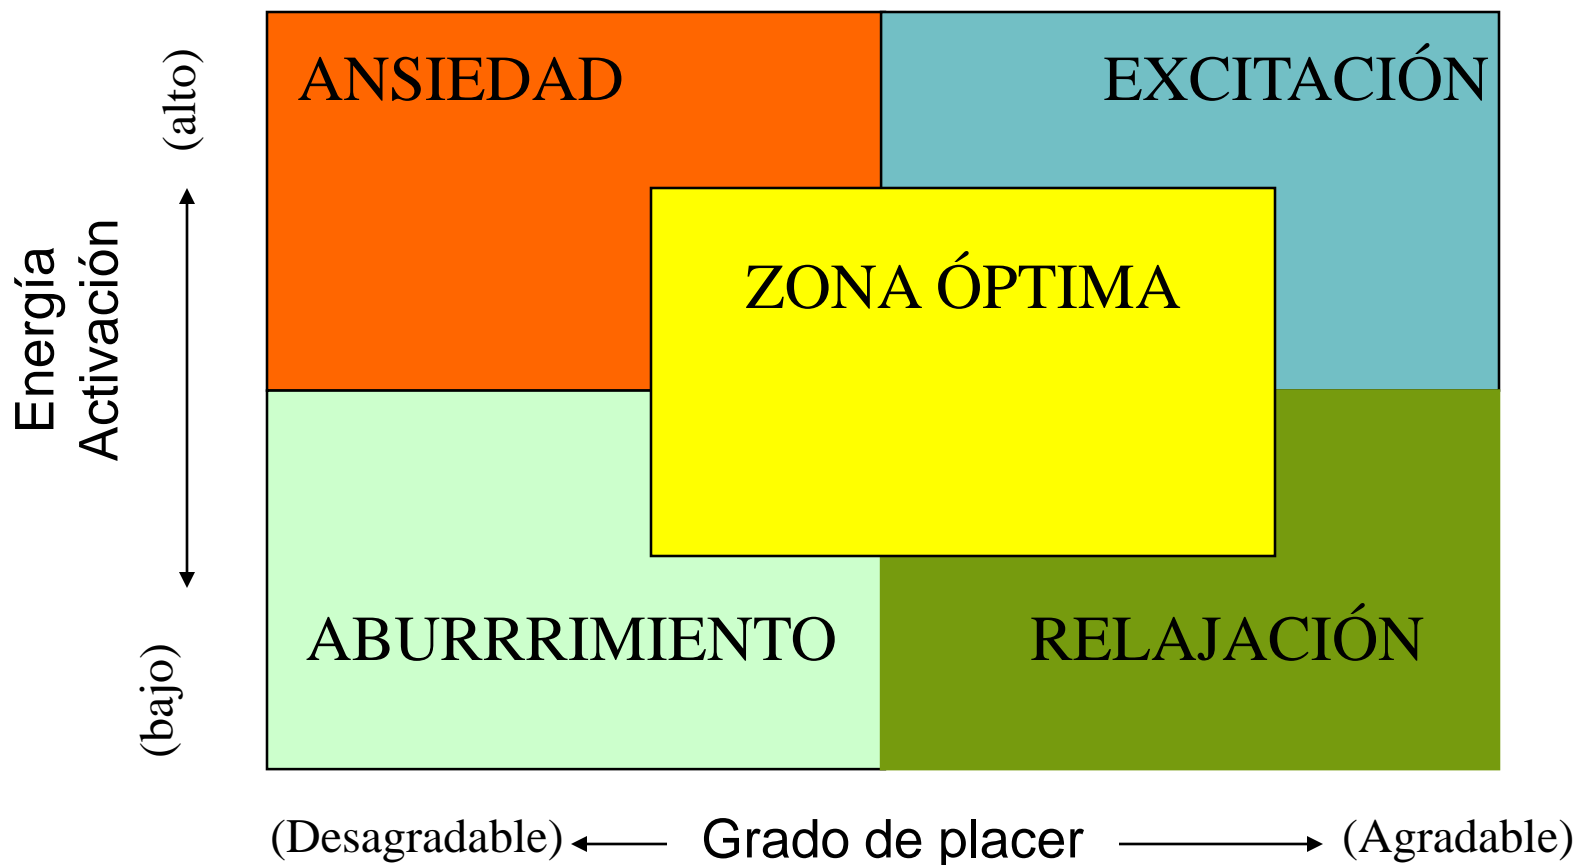 (alto)
ANSIEDAD
EXCITACIÓN
Energía
Activación
ZONA ÓPTIMA
ABURRRIMIENTO
RELAJACIÓN
(bajo)
(Desagradable) Grado de placer (Agradable)